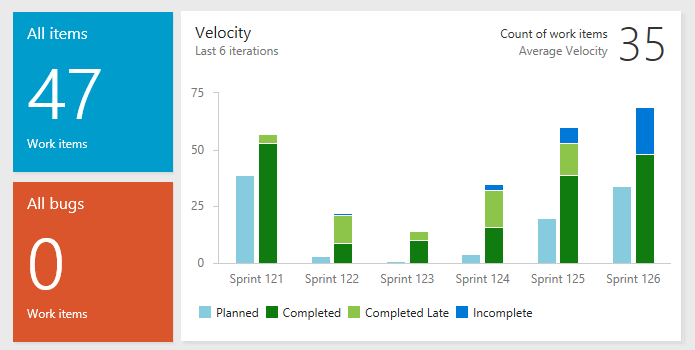 All items
47
Work items
All bugs
0
Work items
Velocity
Last 6 iterations
Count of work items
Average Velocity
35
75
50
25
0
Sprint 121 Sprint 122 Sprint 123 Sprint 124 Sprint 125 Sprint 126
Planned Completed Completed Late Incomplete